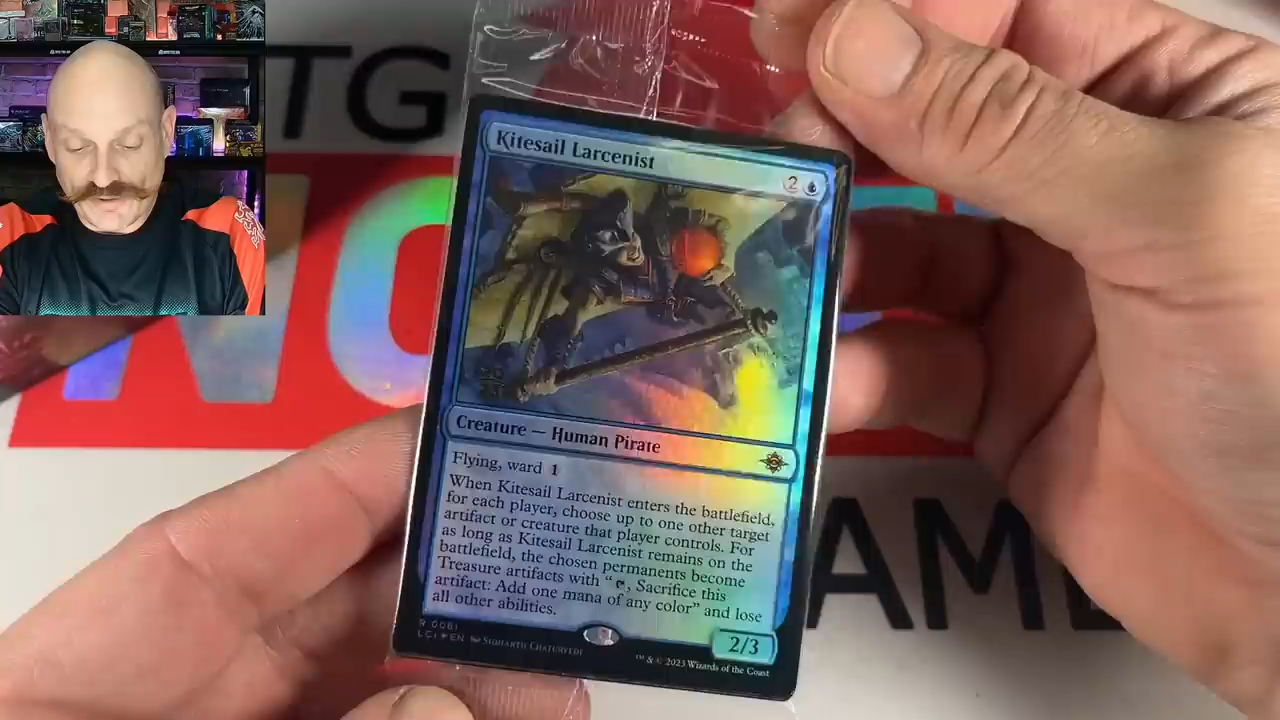 TG
NO
Kitesail Larcenist
2
Creature — Human Pirate
Flying, ward 1
When Kitesail Larcenist enters the battlefield,
for each player, choose up to one other target
artifact or creature that player controls. For
as long as Kitesail Larcenist remains on the
battlefield, the chosen permanents become
Treasure artifacts with “, Sacrifice this
artifact: Add one mana of any color” and lose
all other abilities.
2/3
R 0061
LCI EN Sidharth Chaturvedi
™ & © 2023 Wizards of the Coast
GAME